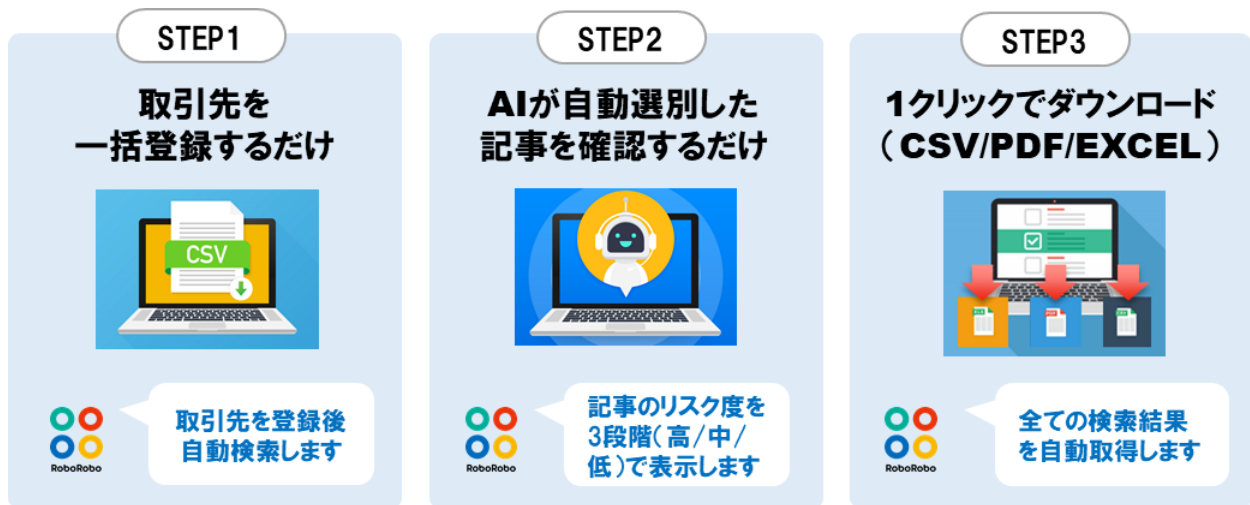 STEP1
取引先を
一括登録するだけ
CSV
取引先を登録後
自動検索します
RoboRobo
STEP2
AIが自動選別した
記事を確認するだけ
記事のリスク度を
3段階(高/中/
低)で表示します
RoboRobo
STEP3
1クリックでダウンロード
(CSV/PDF/EXCEL)
PDF
全ての検索結果
を自動取得します
RoboRobo